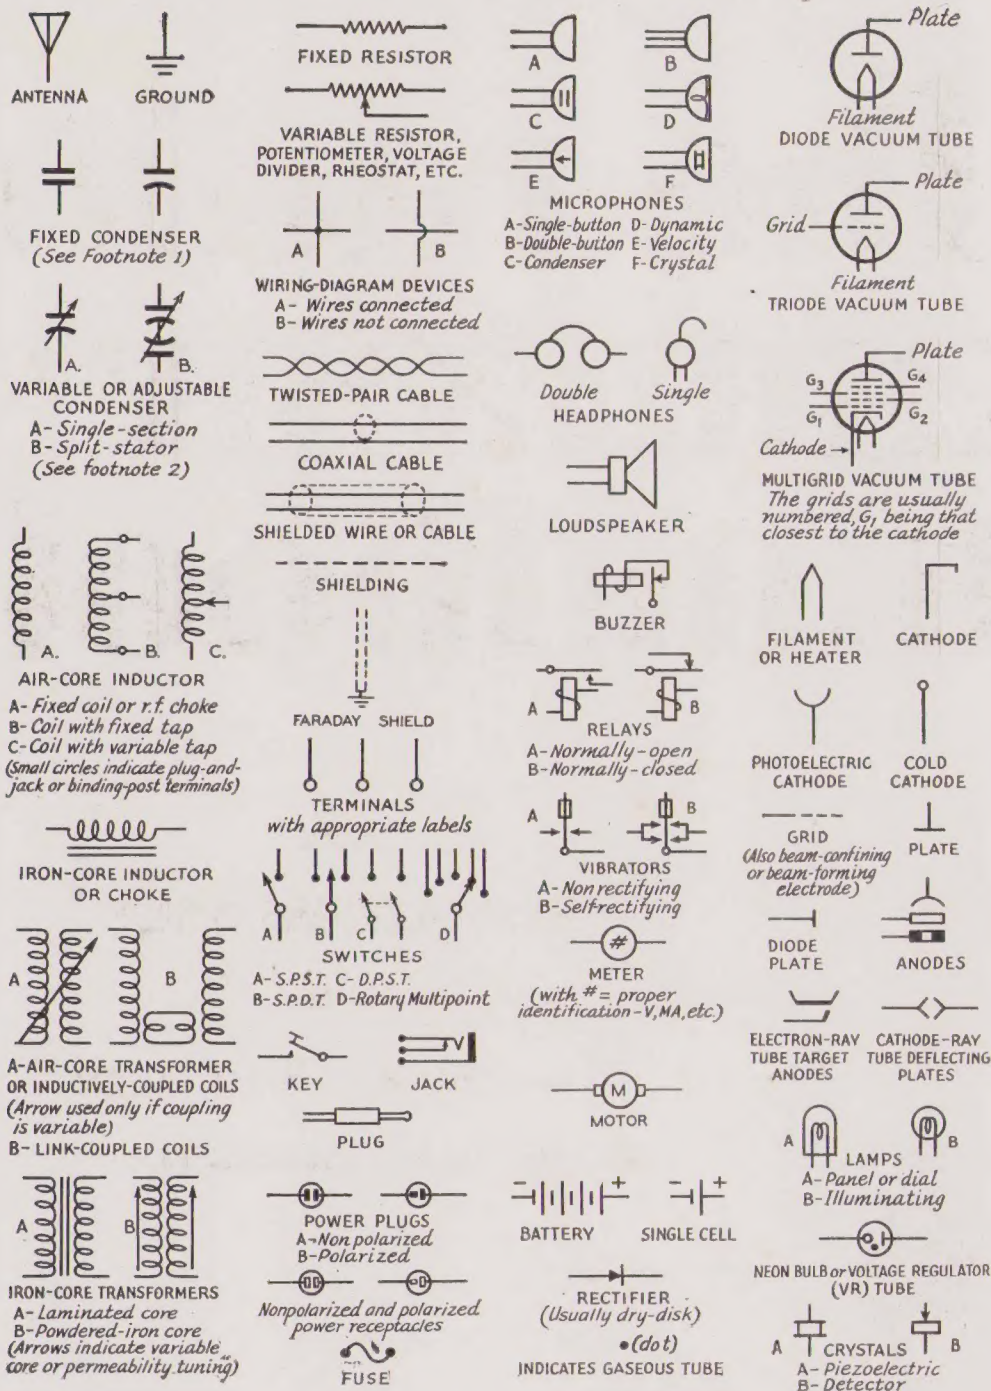 ANTENNA
GROUND
FIXED CONDENSER
(See Footnote 1)
A.
B.
VARIABLE OR ADJUSTABLE
CONDENSER
A- Single-section
B- Split-stator
(See footnote 2)
A.
B.
C.
AIR-CORE INDUCTOR
A- Fixed coil or r.f. choke
B- Coil with fixed tap
C- Coil with variable tap
(Small circles indicate plug-and-
jack or binding-post terminals)
IRON-CORE INDUCTOR
OR CHOKE
A
B
A-AIR-CORE TRANSFORMER
OR INDUCTIVELY-COUPLED COILS
(Arrow used only if coupling
is variable)
B- LINK-COUPLED COILS
A
B
IRON-CORE TRANSFORMERS
A- Laminated core
B-Powdered-iron core
(Arrows indicate variable
core or permeability tuning)
FIXED RESISTOR
VARIABLE RESISTOR,
POTENTIOMETER, VOLTAGE
DIVIDER, RHEOSTAT, ETC.
A
B
WIRING-DIAGRAM DEVICES
A- Wires connected
B- Wires not connected
TWISTED-PAIR CABLE
COAXIAL CABLE
SHIELDED WIRE OR CABLE
SHIELDING
FARADAY SHIELD
TERMINALS
with appropriate labels
A
B
C
D
SWITCHES
A- S.P.S.T. C- D.P.S.T.
B- S.P.D.T. D-Rotary Multipoint
KEY
JACK
PLUG
POWER PLUGS
A-Non polarized
B-Polarized
Nonpolarized and polarized
power receptacles
FUSE
A
B
C
D
E
F
MICROPHONES
A-Single-button D- Dynamic
B-Double-button E- Velocity
C-Condenser F-Crystal
Double
Single
HEADPHONES
LOUDSPEAKER
BUZZER
A
B
RELAYS
A-Normally-open
B-Normally-closed
A
B
VIBRATORS
A- Non rectifying
B-Selfrectifying
#
METER
(with # = proper
identification-V,MA,etc.)
M
MOTOR
- +
BATTERY
- +
SINGLE CELL
RECTIFIER
(Usually dry-disk)
•(dot)
INDICATES GASEOUS TUBE
Plate
Filament
DIODE VACUUM TUBE
Plate
Grid
Filament
TRIODE VACUUM TUBE
Plate
G3
G4
G1
G2
Cathode
MULTIGRID VACUUM TUBE
The grids are usually
numbered, G1 being that
closest to the cathode
FILAMENT
OR HEATER
CATHODE
PHOTOELECTRIC
CATHODE
COLD
CATHODE
GRID
(Also beam-confining
or beam-forming
electrode)
PLATE
DIODE
PLATE
ANODES
ELECTRON-RAY
TUBE TARGET
ANODES
CATHODE-RAY
TUBE DEFLECTING
PLATES
A
B
LAMPS
A- Panel or dial
B-Illuminating
NEON BULB or VOLTAGE REGULATOR
(VR) TUBE
A
B
CRYSTALS
A- Piezoelectric
B- Detector